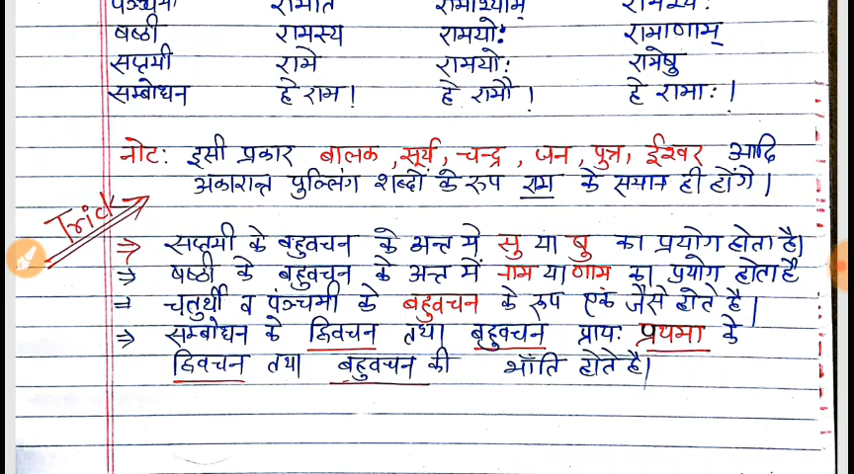 पञ्चमी रामात् रामाभ्याम् रामेभ्यः
षष्ठी रामस्य रामयोः रामाणाम्
सप्तमी रामे रामयोः रामेषु
सम्बोधन हे राम! हे रामौ! हे रामाः!
नोट: इसी प्रकार बालक, सूर्य, चन्द्र, जन, पुत्र, ईश्वर आदि
अकारान्त पुल्लिंग शब्दों के रूप राम के समान ही होंगे।
Trick
⇒ सप्तमी के बहुवचन के अन्त में सु या षु का प्रयोग होता है।
⇒ षष्ठी के बहुवचन के अन्त में नाम या णाम का प्रयोग होता है
⇒ चतुर्थी व पंञ्चमी के बहुवचन के रूप एक जैसे होते है।
⇒ सम्बोधन के द्विवचन तथा बहुवचन प्रायः प्रथमा के
द्विवचन तथा बहुवचन की भाँति होते है।